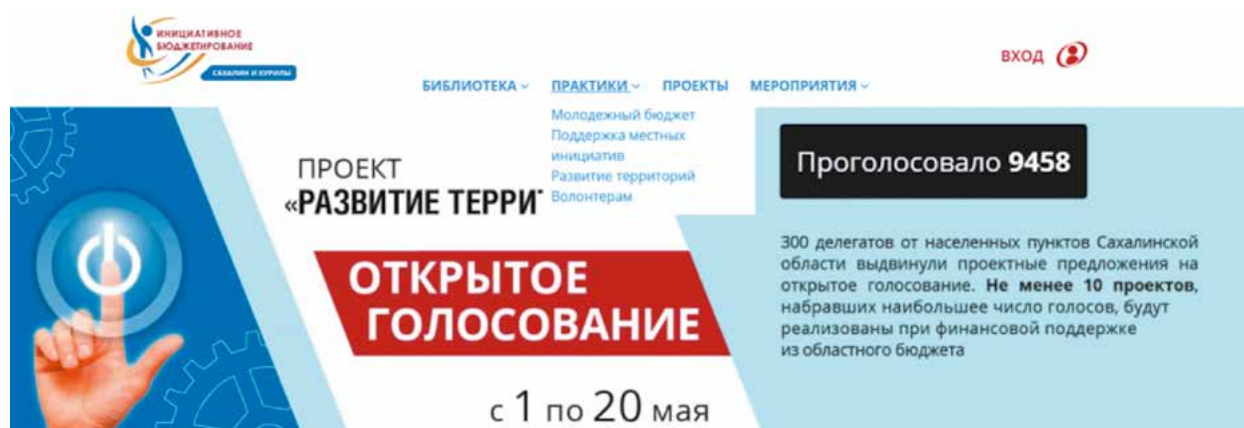 ИНИЦИАТИВНОЕ
БЮДЖЕТИРОВАНИЕ
САХАЛИН И КУРИЛЫ
ВХОД
БИБЛИОТЕКА ПРАКТИКИ ПРОЕКТЫ МЕРОПРИЯТИЯ
Молодежный бюджет
Поддержка местных
инициатив
Развитие территорий
Волонтерам
ПРОЕКТ
«РАЗВИТИЕ ТЕРРИ
ОТКРЫТОЕ
ГОЛОСОВАНИЕ
с 1 по 20 мая
Проголосовало 9458
300 делегатов от населенных пунктов Сахалинской
области выдвинули проектные предложения на
открытое голосование. Не менее 10 проектов,
набравших наибольшее число голосов, будут
реализованы при финансовой поддержке
из областного бюджета